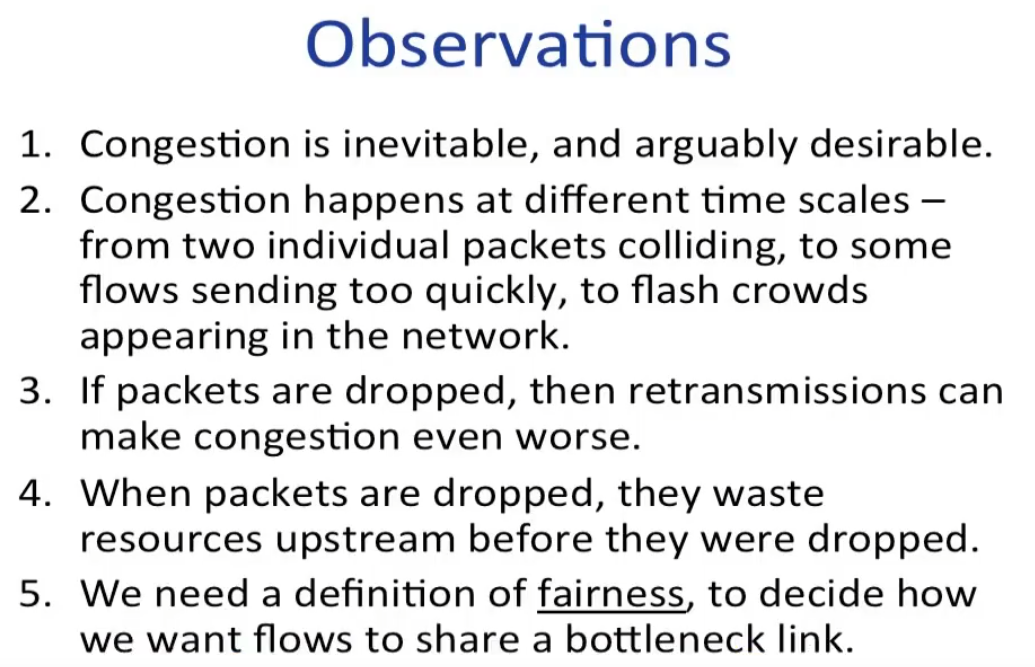 Observations
1. Congestion is inevitable, and arguably desirable.
2. Congestion happens at different time scales –
from two individual packets colliding, to some
flows sending too quickly, to flash crowds
appearing in the network.
3. If packets are dropped, then retransmissions can
make congestion even worse.
4. When packets are dropped, they waste
resources upstream before they were dropped.
5. We need a definition of fairness, to decide how
we want flows to share a bottleneck link.